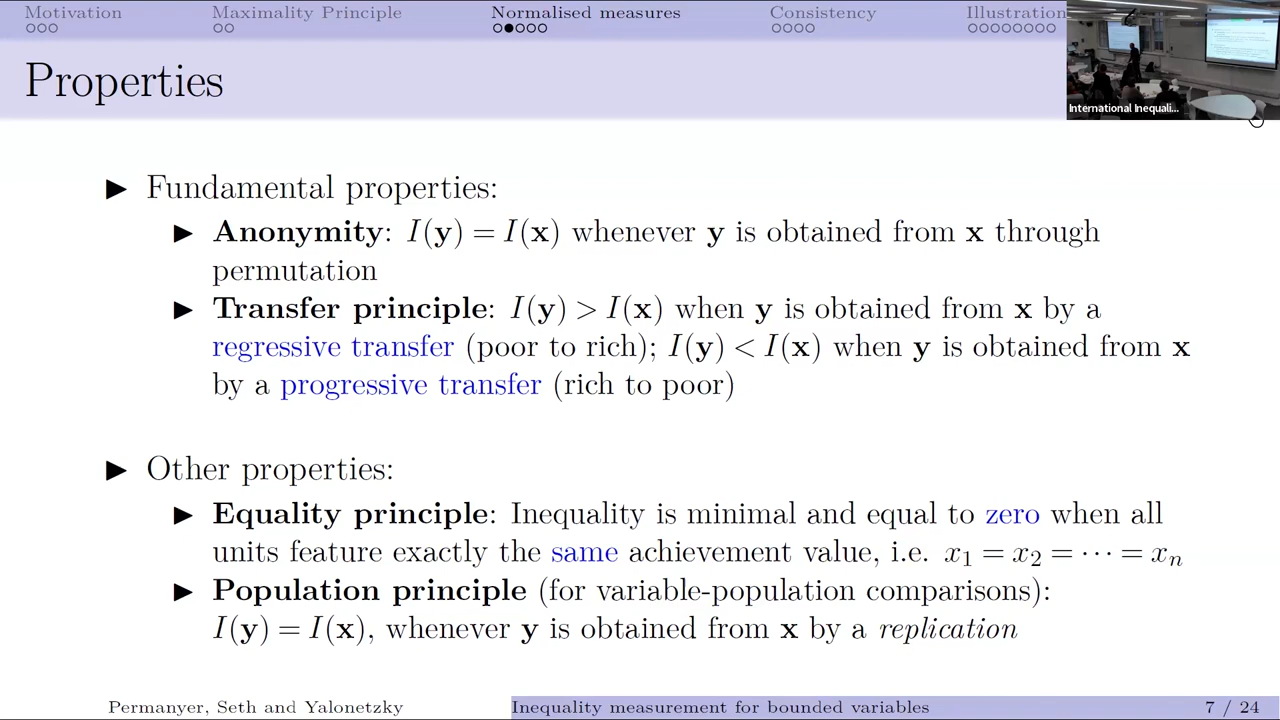 Motivation Maximality Principle Normalised measures Consistency Illustration
Properties
International Inequali...
▶ Fundamental properties:
▶ Anonymity: I(y) = I(x) whenever y is obtained from x through
permutation
▶ Transfer principle: I(y) > I(x) when y is obtained from x by a
regressive transfer (poor to rich); I(y) < I(x) when y is obtained from x
by a progressive transfer (rich to poor)
▶ Other properties:
▶ Equality principle: Inequality is minimal and equal to zero when all
units feature exactly the same achievement value, i.e. x₁ = x₂ = ⋯ = xₙ
▶ Population principle (for variable-population comparisons):
I(y) = I(x), whenever y is obtained from x by a replication
Permanyer, Seth and Yalonetzky Inequality measurement for bounded variables 7 / 24